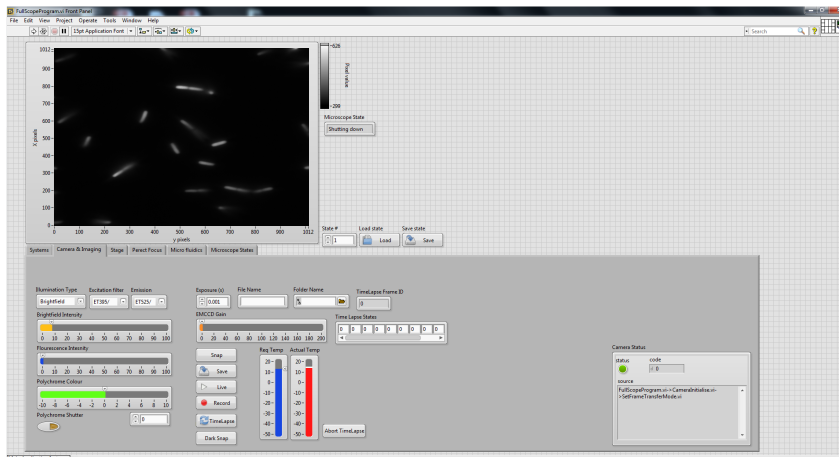 FullScopeProgram.vi Front Panel
File Edit View Project Operate Tools Window Help
13pt Application Font
Search
1012
900
800
700
600
500
400
300
200
100
0
X pixels
0 100 200 300 400 500 600 700 800 900 1012
y pixels
~626
Pixel value
~299
Microscope State
Shutting down
State # Load state Save state
1 Load Save
Systems Camera & Imaging Stage Perect Focus Micro fluidics Microscope States
Illumination Type Excitation filter Emission
Brightfield ET395/ ET525/
Brightfield Intensity
0 10 20 30 40 50 60 70 80 90 100
Flourescence Intesnity
0 10 20 30 40 50 60 70 80 90 100
Polychrome Colour
-10 -8 -6 -4 -2 0 2 4 6 8 10
Polychrome Shutter
0
Exposure (s) File Name Folder Name TimeLapse Frame ID
0.001 0
EMCCD Gain
0 20 40 60 80 100 120 140 160 180 200
Time Lapse States
0 0 0 0 0 0 0 0 0
Snap
Save
Live
Record
TimeLapse
Dark Snap
Req Temp Actual Temp
20 20
10 10
0 0
-10 -10
-20 -20
-30 -30
-40 -40
-50 -50
Abort TimeLapse
Camera Status
status code
0
source
FullScopeProgram.vi->CameraInitialise.vi-
>SetFrameTransferMode.vi